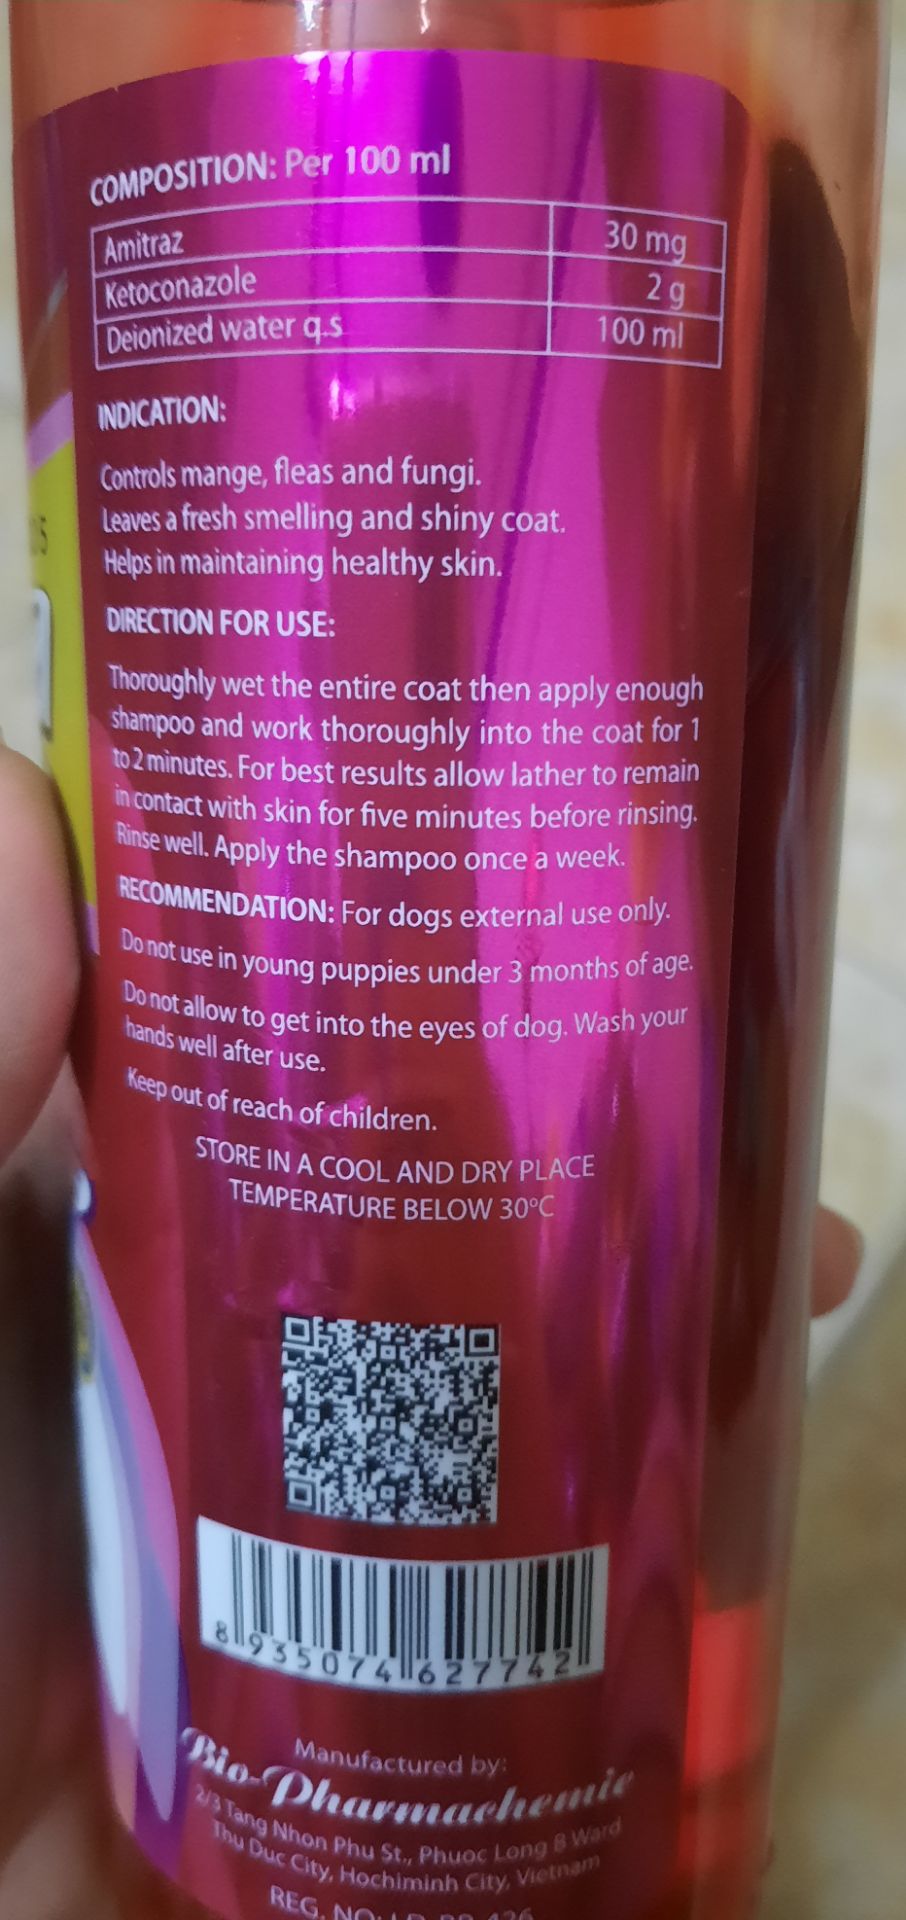 COMPOSITION: Per 100 ml
Amitraz 30 mg
Ketoconazole 2 g
Deionized water q.s 100 ml
INDICATION:
Controls mange, fleas and fungi.
Leaves a fresh smelling and shiny coat.
Helps in maintaining healthy skin.
DIRECTION FOR USE:
Thoroughly wet the entire coat then apply enough
shampoo and work thoroughly into the coat for 1
to 2 minutes. For best results allow lather to remain
in contact with skin for five minutes before rinsing.
Rinse well. Apply the shampoo once a week.
RECOMMENDATION: For dogs external use only.
Do not use in young puppies under 3 months of age.
Do not allow to get into the eyes of dog. Wash your
hands well after use.
Keep out of reach of children.
STORE IN A COOL AND DRY PLACE
TEMPERATURE BELOW 30°C
8 935074 627742
Manufactured by:
Bio-Pharmachemie
2/3 Tang Nhon Phu St., Phuoc Long B Ward
Thu Duc City, Hochiminh City, Vietnam
REG. NO: